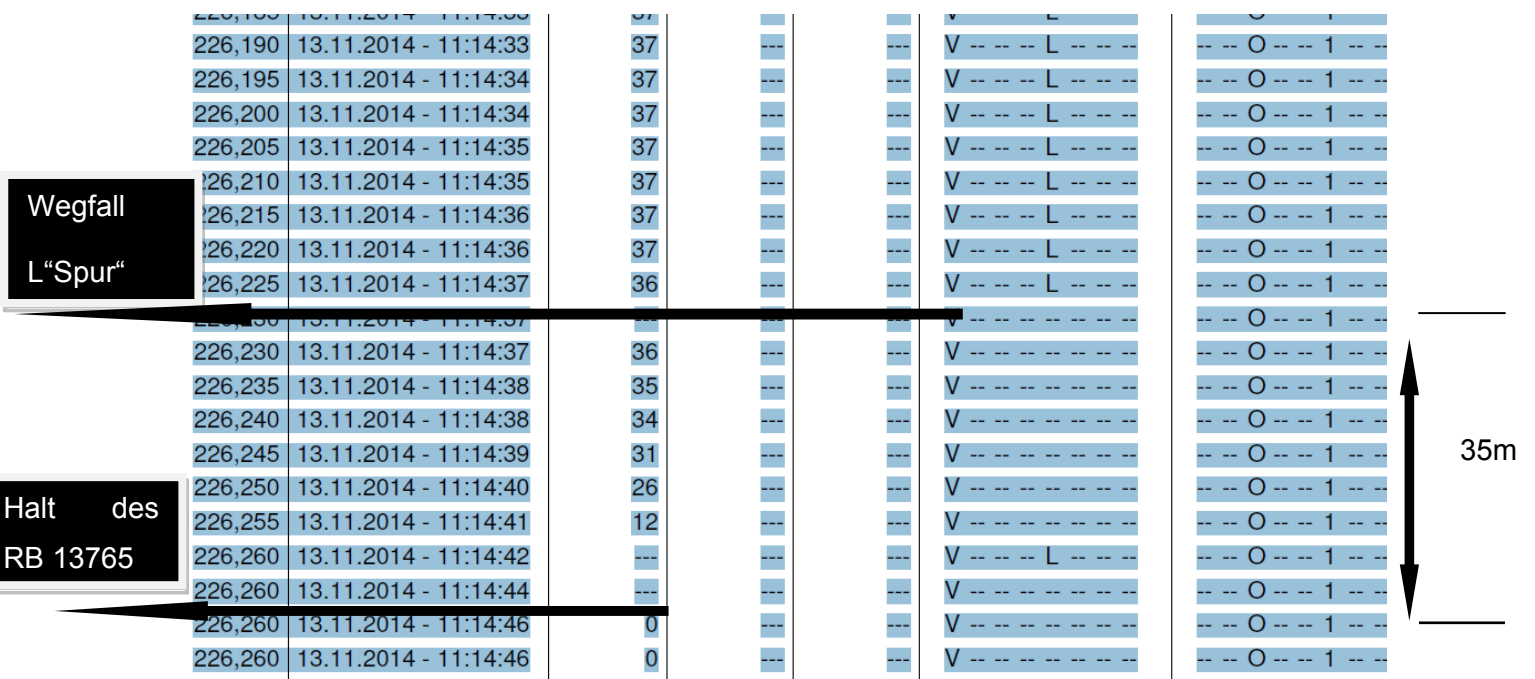 226,190 13.11.2014 - 11:14:33 37 --- --- V -- -- -- L -- -- -- -- -- O -- -- 1 -- --
226,195 13.11.2014 - 11:14:34 37 --- --- V -- -- -- L -- -- -- -- -- O -- -- 1 -- --
226,200 13.11.2014 - 11:14:34 37 --- --- V -- -- -- L -- -- -- -- -- O -- -- 1 -- --
226,205 13.11.2014 - 11:14:35 37 --- --- V -- -- -- L -- -- -- -- -- O -- -- 1 -- --
226,210 13.11.2014 - 11:14:35 37 --- --- V -- -- -- L -- -- -- -- -- O -- -- 1 -- --
Wegfall
226,215 13.11.2014 - 11:14:36 37 --- --- V -- -- -- L -- -- -- -- -- O -- -- 1 -- --
226,220 13.11.2014 - 11:14:36 37 --- --- V -- -- -- L -- -- -- -- -- O -- -- 1 -- --
L“Spur“
226,225 13.11.2014 - 11:14:37 36 --- --- V -- -- -- L -- -- -- -- -- O -- -- 1 -- --
226,230 13.11.2014 - 11:14:37 --- --- --- V -- -- -- -- -- -- -- -- -- O -- -- 1 -- --
226,230 13.11.2014 - 11:14:37 36 --- --- V -- -- -- -- -- -- -- -- -- O -- -- 1 -- --
226,235 13.11.2014 - 11:14:38 35 --- --- V -- -- -- -- -- -- -- -- -- O -- -- 1 -- --
226,240 13.11.2014 - 11:14:38 34 --- --- V -- -- -- -- -- -- -- -- -- O -- -- 1 -- --
226,245 13.11.2014 - 11:14:39 31 --- --- V -- -- -- -- -- -- -- -- -- O -- -- 1 -- --
35m
226,250 13.11.2014 - 11:14:40 26 --- --- V -- -- -- -- -- -- -- -- -- O -- -- 1 -- --
Halt des
226,255 13.11.2014 - 11:14:41 12 --- --- V -- -- -- -- -- -- -- -- -- O -- -- 1 -- --
RB 13765
226,260 13.11.2014 - 11:14:42 --- --- --- V -- -- -- L -- -- -- -- -- O -- -- 1 -- --
226,260 13.11.2014 - 11:14:44 --- --- --- V -- -- -- -- -- -- -- -- -- O -- -- 1 -- --
226,260 13.11.2014 - 11:14:46 0 --- --- V -- -- -- -- -- -- -- -- -- O -- -- 1 -- --
226,260 13.11.2014 - 11:14:46 0 --- --- V -- -- -- -- -- -- -- -- -- O -- -- 1 -- --